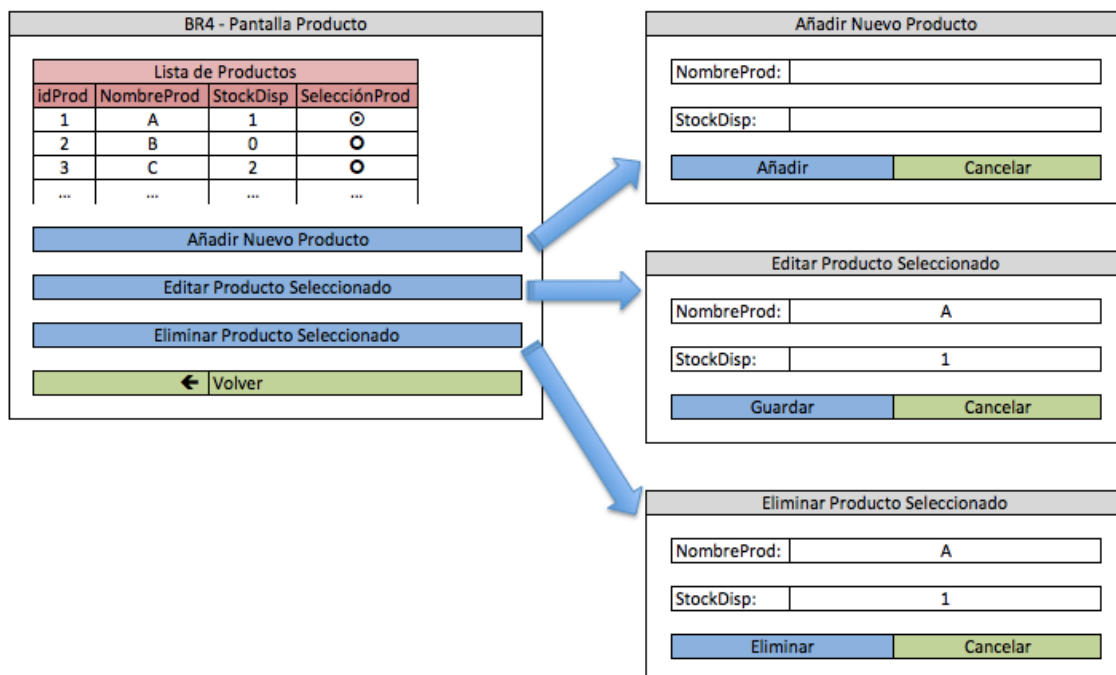 BR4 - Pantalla Producto
Lista de Productos
idProd NombreProd StockDisp SelecciónProd
1 A 1
2 B 0
3 C 2
... ... ... ...
Añadir Nuevo Producto
Editar Producto Seleccionado
Eliminar Producto Seleccionado
Volver
Añadir Nuevo Producto
NombreProd:
StockDisp:
Añadir Cancelar
Editar Producto Seleccionado
NombreProd: A
StockDisp: 1
Guardar Cancelar
Eliminar Producto Seleccionado
NombreProd: A
StockDisp: 1
Eliminar Cancelar